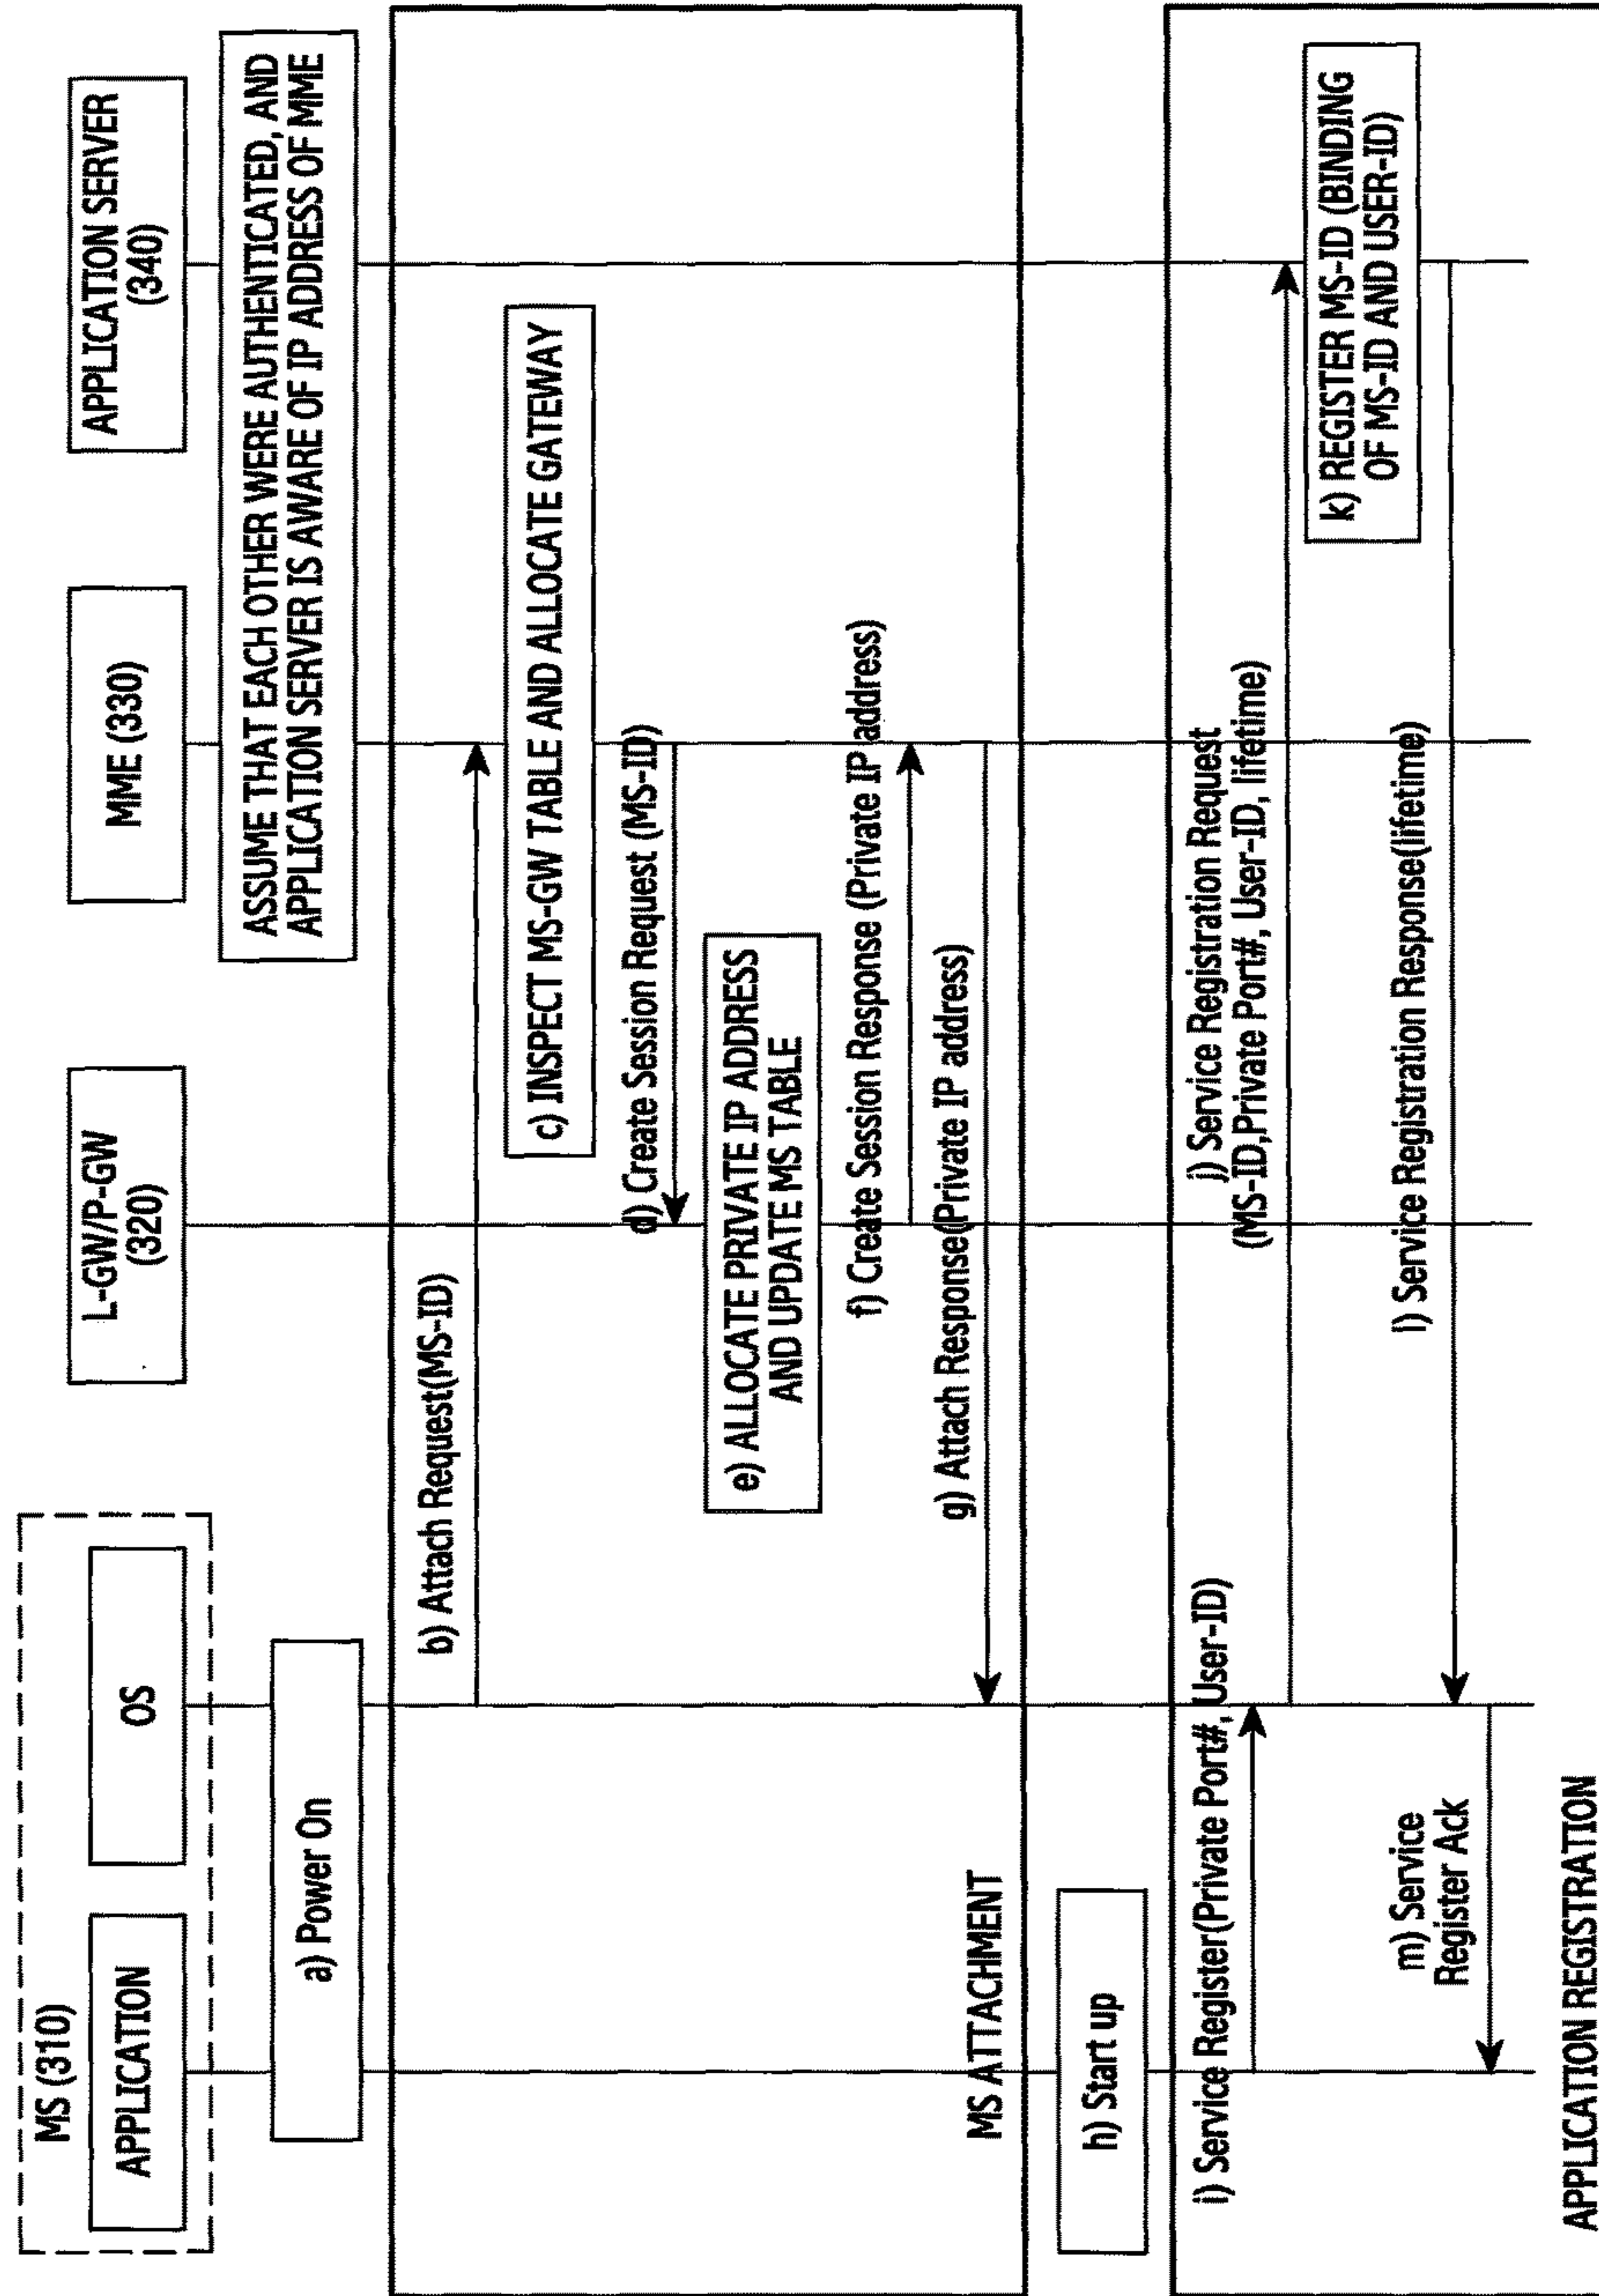 MS (310)
APPLICATION
OS
L-GW/P-GW
(320)
MME (330)
APPLICATION SERVER
(340)
ASSUME THAT EACH OTHER WERE AUTHENTICATED, AND
APPLICATION SERVER IS AWARE OF IP ADDRESS OF MME
a) Power On
b) Attach Request(MS-ID)
c) INSPECT MS-GW TABLE AND ALLOCATE GATEWAY
d) Create Session Request (MS-ID)
e) ALLOCATE PRIVATE IP ADDRESS
AND UPDATE MS TABLE
f) Create Session Response (Private IP address)
g) Attach Response(Private IP address)
MS ATTACHMENT
h) Start up
i) Service Register(Private Port#, User-ID)
j) Service Registration Request
(MS-ID,Private Port#, User-ID, lifetime)
k) REGISTER MS-ID (BINDING
OF MS-ID AND USER-ID)
l) Service Registration Response(lifetime)
m) Service
Register Ack
APPLICATION REGISTRATION